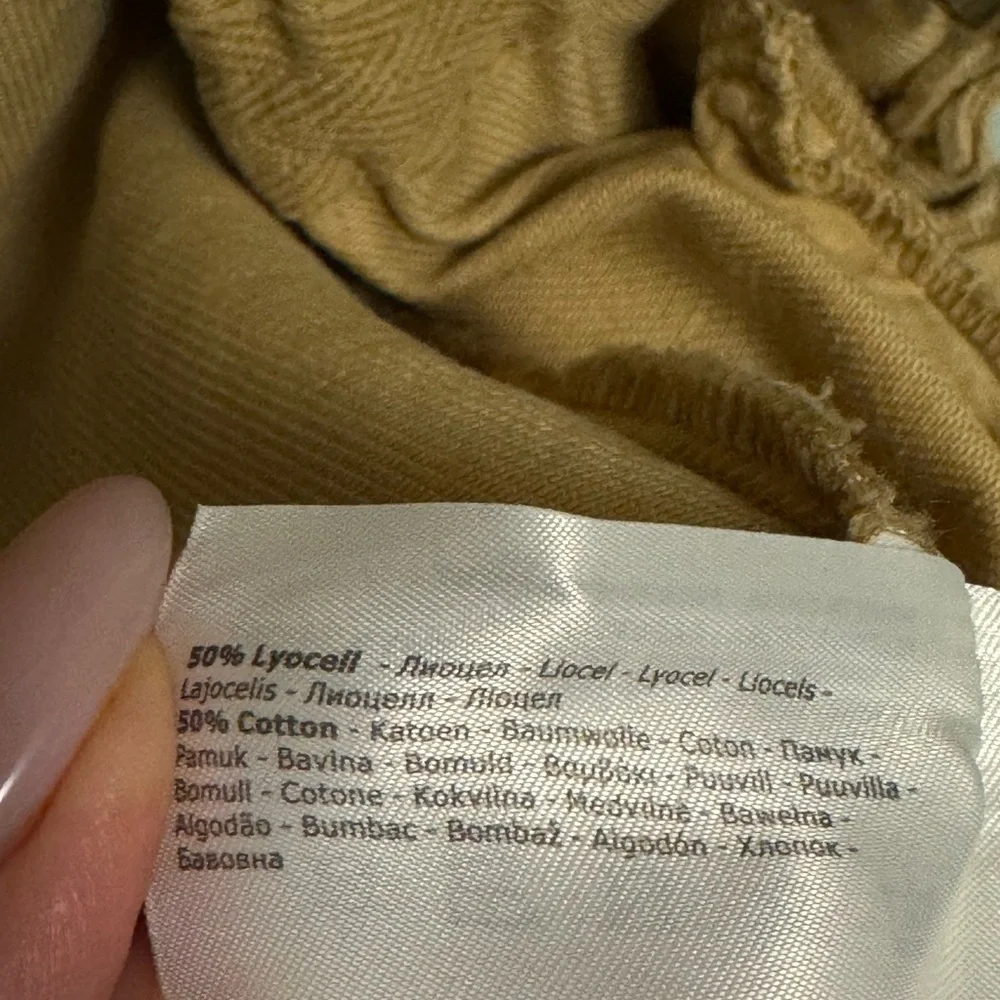 50% Lyocell - Лиоцел - Liocel - Lyocel - Liocels -
Lajocelis - Лиоцелл - Ліоцел
50% Cotton - Katoen - Baumwolle - Coton - Памук -
Pamuk - Bavlna - Bomuld - Βαμβάκι - Puuvill - Puuvilla -
Bomull - Cotone - Kokvilna - Medvilnė - Bawełna -
Algodão - Bumbac - Bombaž - Algodón - Хлопок -
Бавовна